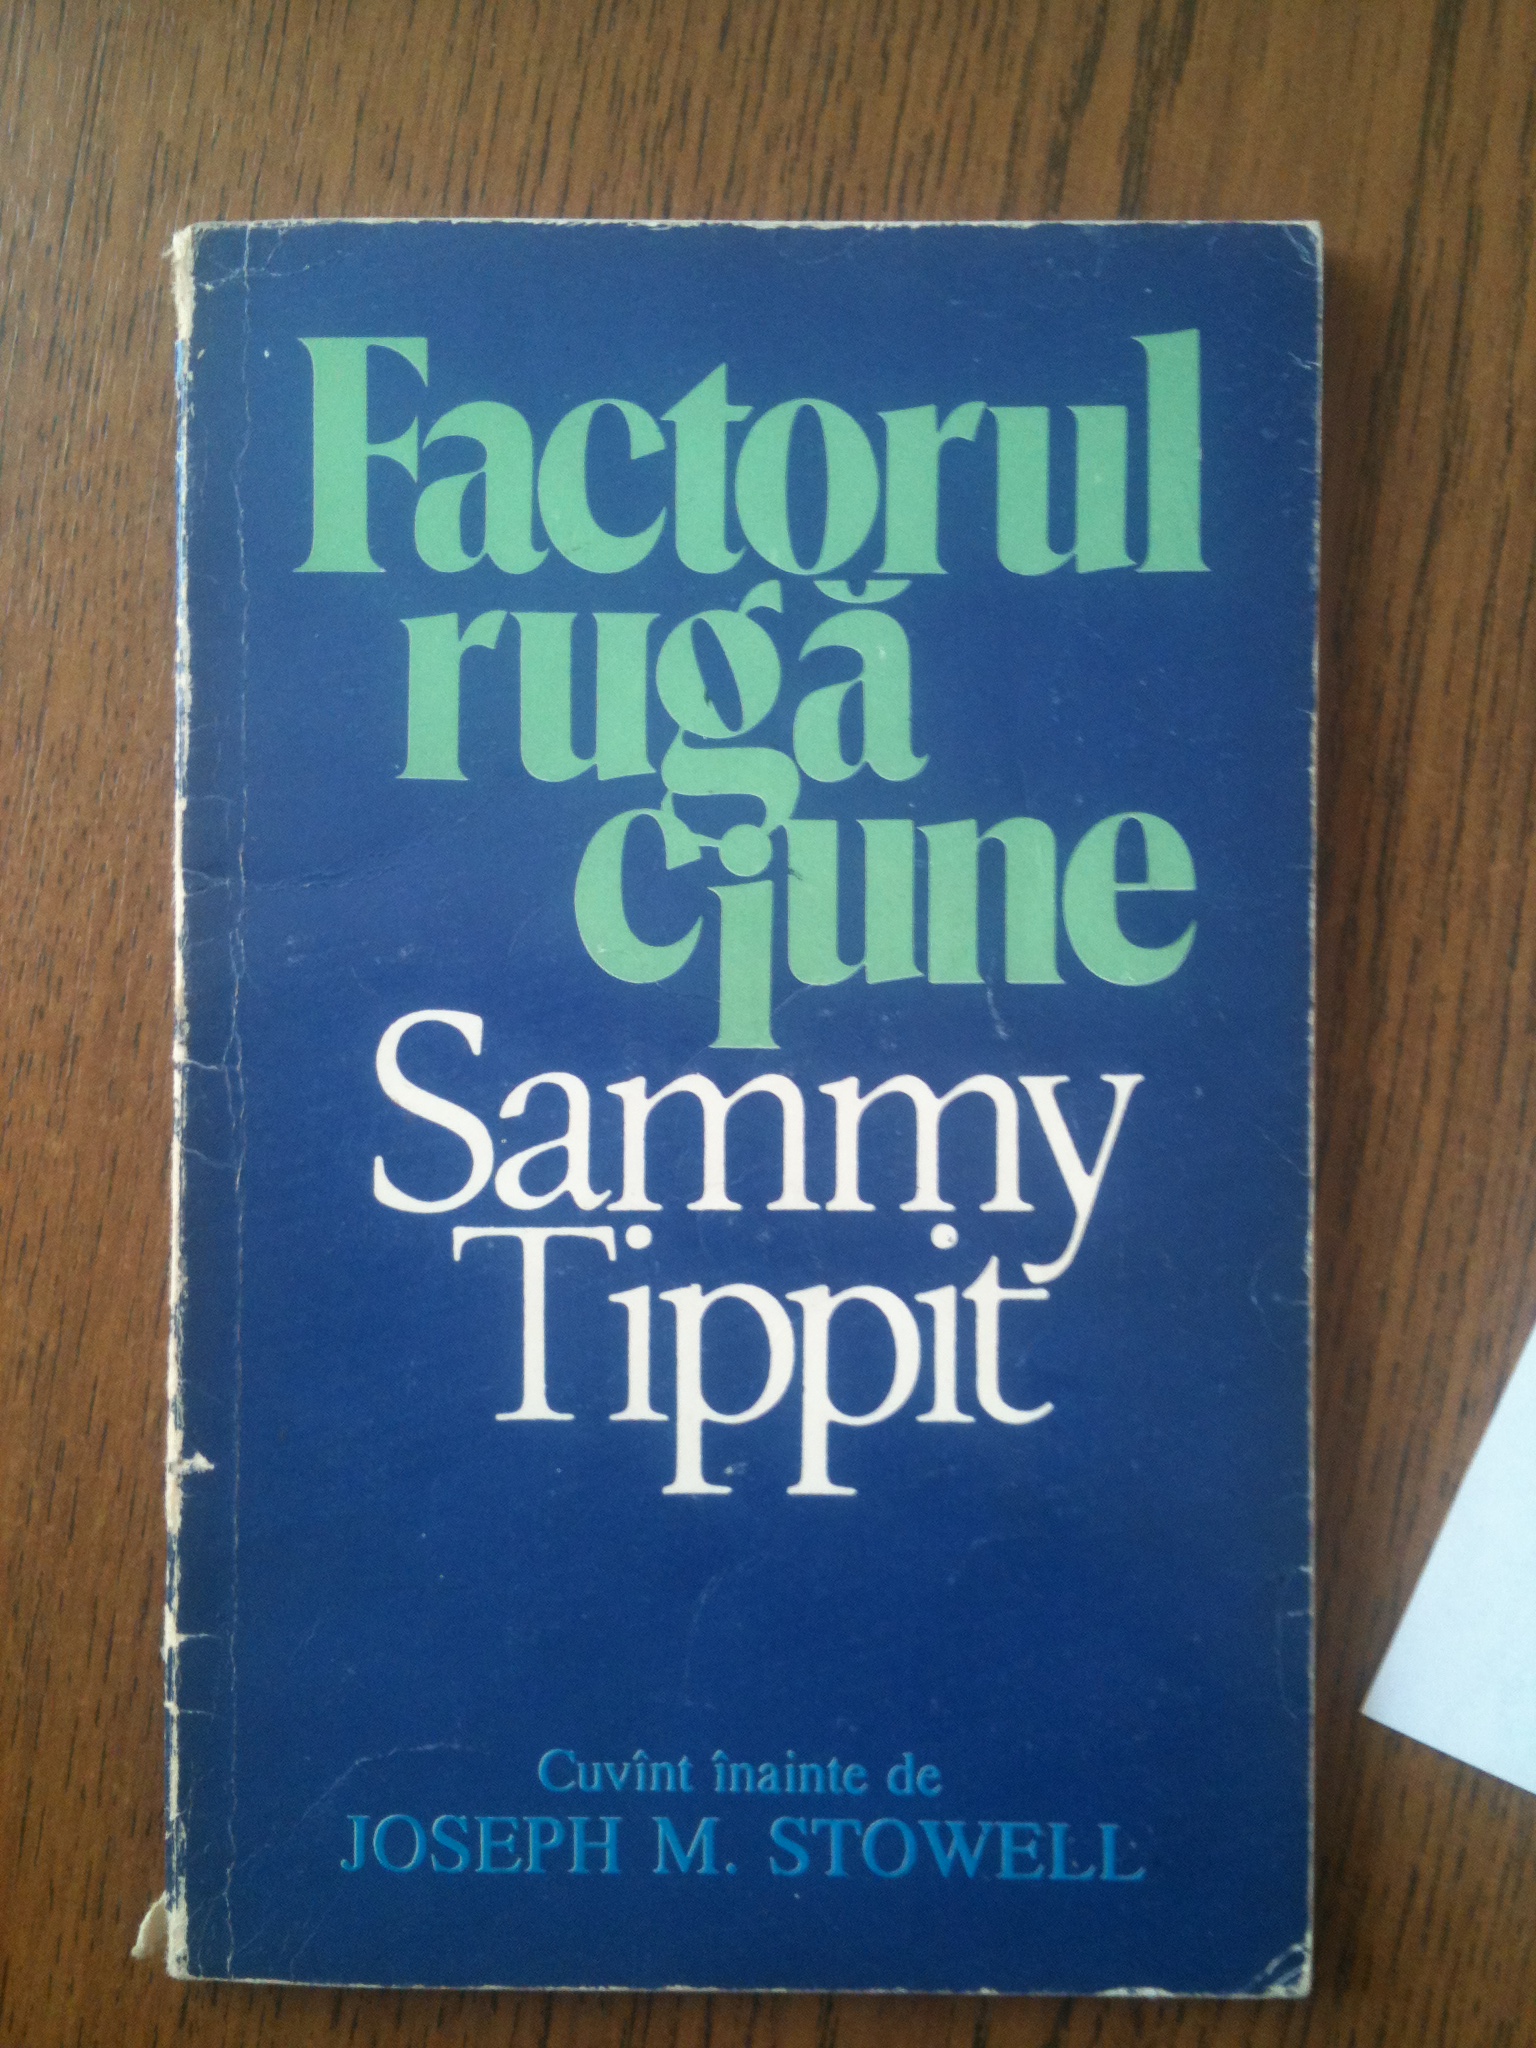 Factorul
rugă
ciune
Sammy
Tippit
Cuvînt înainte de
JOSEPH M. STOWELL